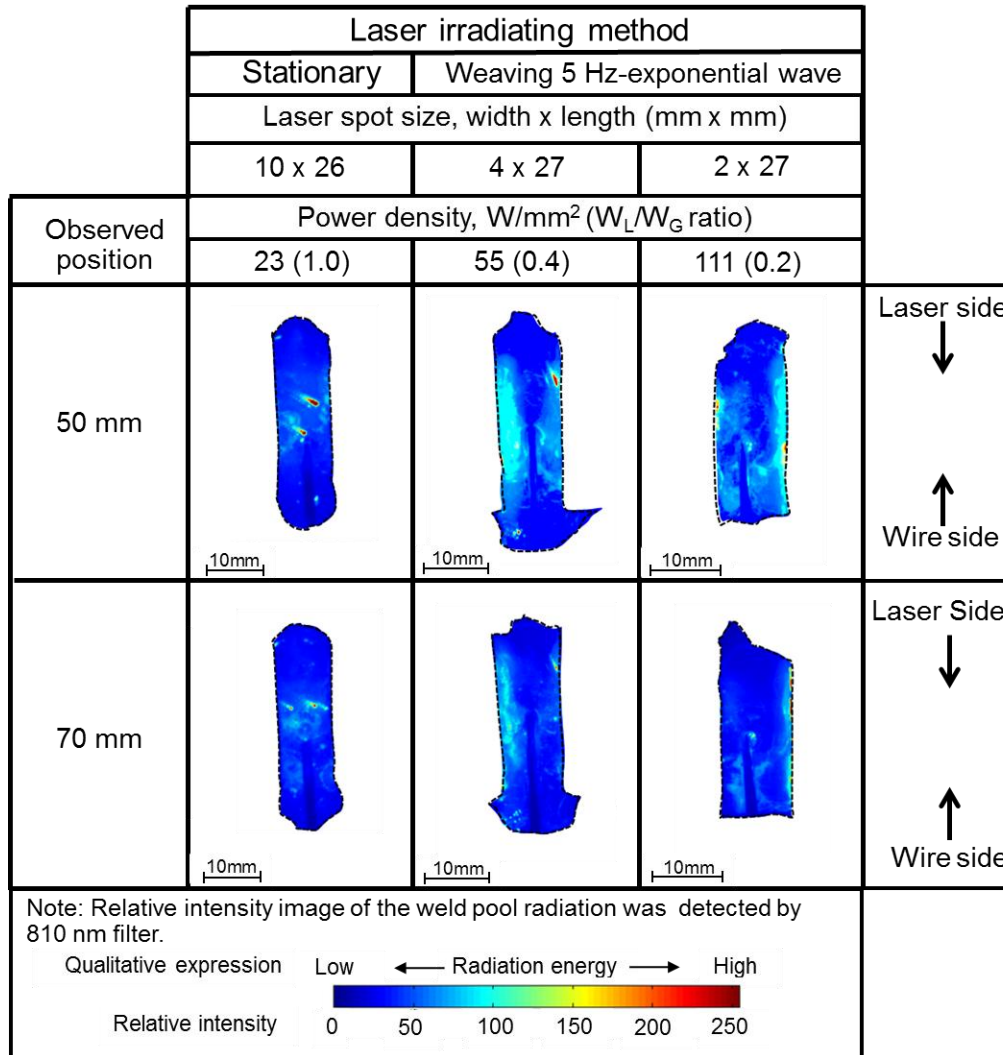 Laser irradiating method
Stationary
Weaving 5 Hz-exponential wave
Laser spot size, width x length (mm x mm)
10 x 26
4 x 27
2 x 27
Observed position
Power density, W/mm² (W_L/W_G ratio)
23 (1.0)
55 (0.4)
111 (0.2)
50 mm
10mm
10mm
10mm
Laser side
Wire side
70 mm
10mm
10mm
10mm
Laser Side
Wire side
Note: Relative intensity image of the weld pool radiation was detected by
810 nm filter.
Qualitative expression
Low
Radiation energy
High
Relative intensity
0 50 100 150 200 250